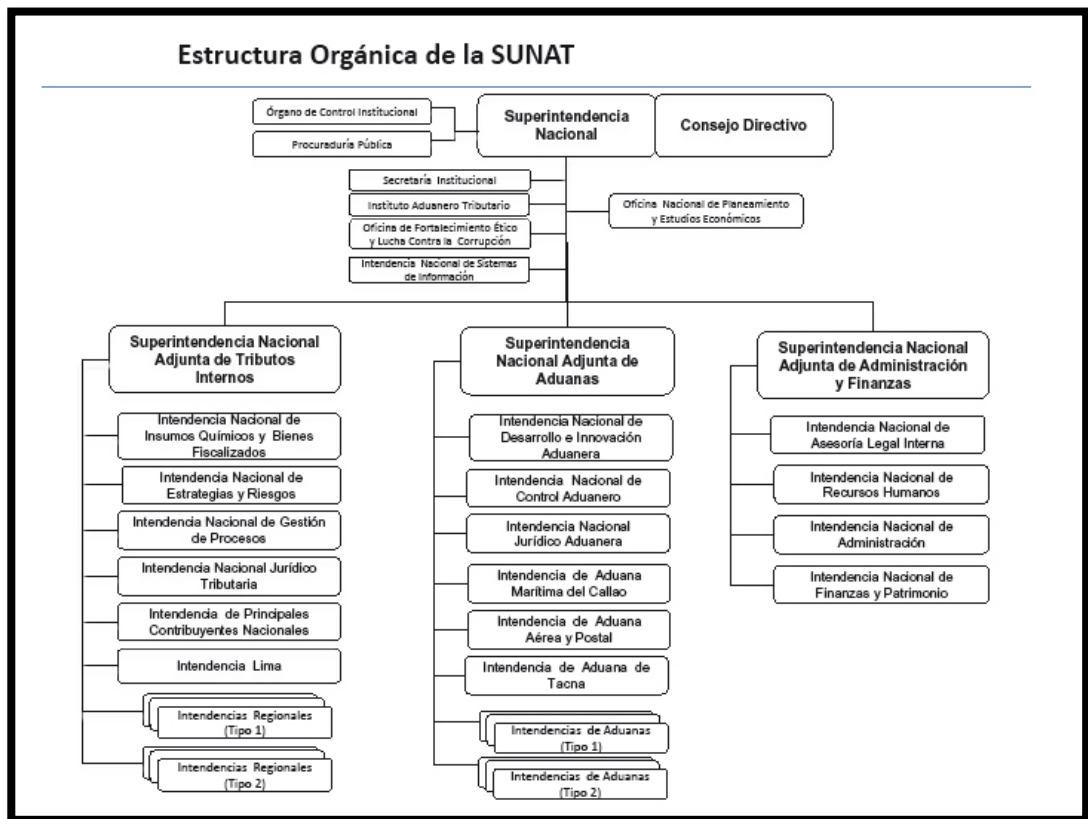 Estructura Orgánica de la SUNAT
Órgano de Control Institucional
Procuraduría Pública
Superintendencia
Nacional
Consejo Directivo
Secretaría Institucional
Instituto Aduanero Tributario
Oficina de Fortalecimiento Ético
y Lucha Contra la Corrupción
Intendencia Nacional de Sistemas
de Información
Oficina Nacional de Planeamiento
y Estudios Económicos
Superintendencia Nacional
Adjunta de Tributos
Internos
Intendencia Nacional de
Insumos Químicos y Bienes
Fiscalizados
Intendencia Nacional de
Estrategias y Riesgos
Intendencia Nacional de Gestión
de Procesos
Intendencia Nacional Jurídico
Tributaria
Intendencia de Principales
Contribuyentes Nacionales
Intendencia Lima
Intendencias Regionales
(Tipo 1)
Intendencias Regionales
(Tipo 2)
Superintendencia
Nacional Adjunta de
Aduanas
Intendencia Nacional de
Desarrollo e Innovación
Aduanera
Intendencia Nacional de
Control Aduanero
Intendencia Nacional
Jurídico Aduanera
Intendencia de Aduana
Marítima del Callao
Intendencia de Aduana
Aérea y Postal
Intendencia de Aduana de
Tacna
Intendencias de Aduanas
(Tipo 1)
Intendencias de Aduanas
(Tipo 2)
Superintendencia Nacional
Adjunta de Administración
y Finanzas
Intendencia Nacional de
Asesoría Legal Interna
Intendencia Nacional de
Recursos Humanos
Intendencia Nacional de
Administración
Intendencia Nacional de
Finanzas y Patrimonio